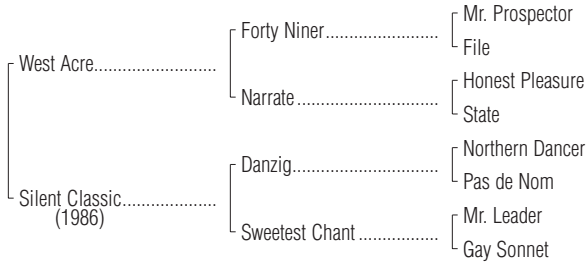 Mr. Prospector
Forty Niner
File
West Acre
Honest Pleasure
Narrate
State
Northern Dancer
Danzig
Pas de Nom
Silent Classic
(1986)
Mr. Leader
Sweetest Chant
Gay Sonnet